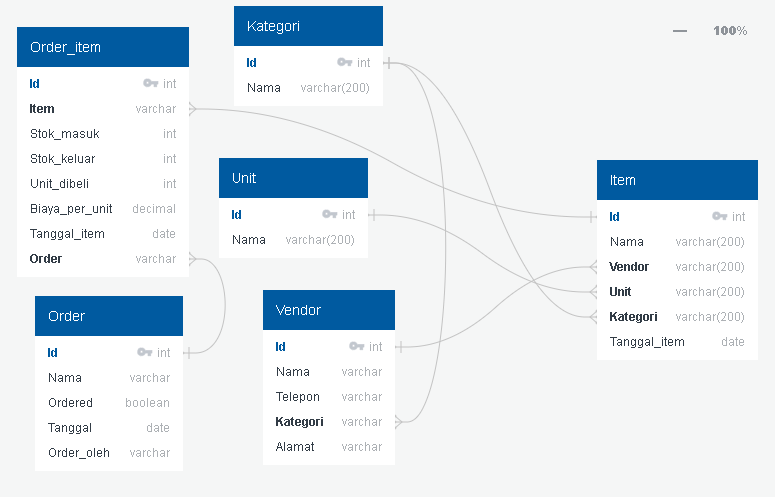 100%
Order_item
Id int
Item varchar
Stok_masuk int
Stok_keluar int
Unit_dibeli int
Biaya_per_unit decimal
Tanggal_item date
Order varchar
Kategori
Id int
Nama varchar(200)
Unit
Id int
Nama varchar(200)
Item
Id int
Nama varchar(200)
Vendor varchar(200)
Unit varchar(200)
Kategori varchar(200)
Tanggal_item date
Order
Id int
Nama varchar
Ordered boolean
Tanggal date
Order_oleh varchar
Vendor
Id int
Nama varchar
Telepon varchar
Kategori varchar
Alamat varchar